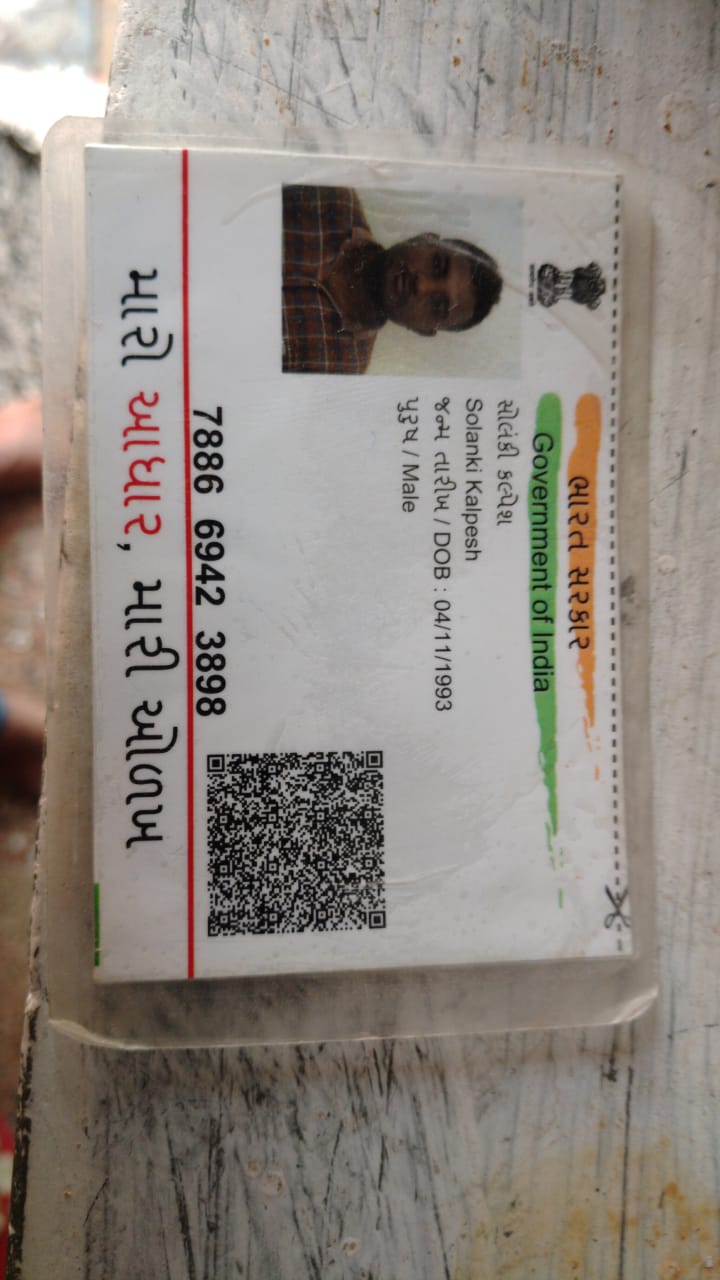 ભારત સરકાર
Government of India
સોલંકી કલ્પેશ
Solanki Kalpesh
જન્મ તારીખ / DOB : 04/11/1993
પુરુષ / Male
7886 6942 3898
મારો આધાર, મારી ઓળખ